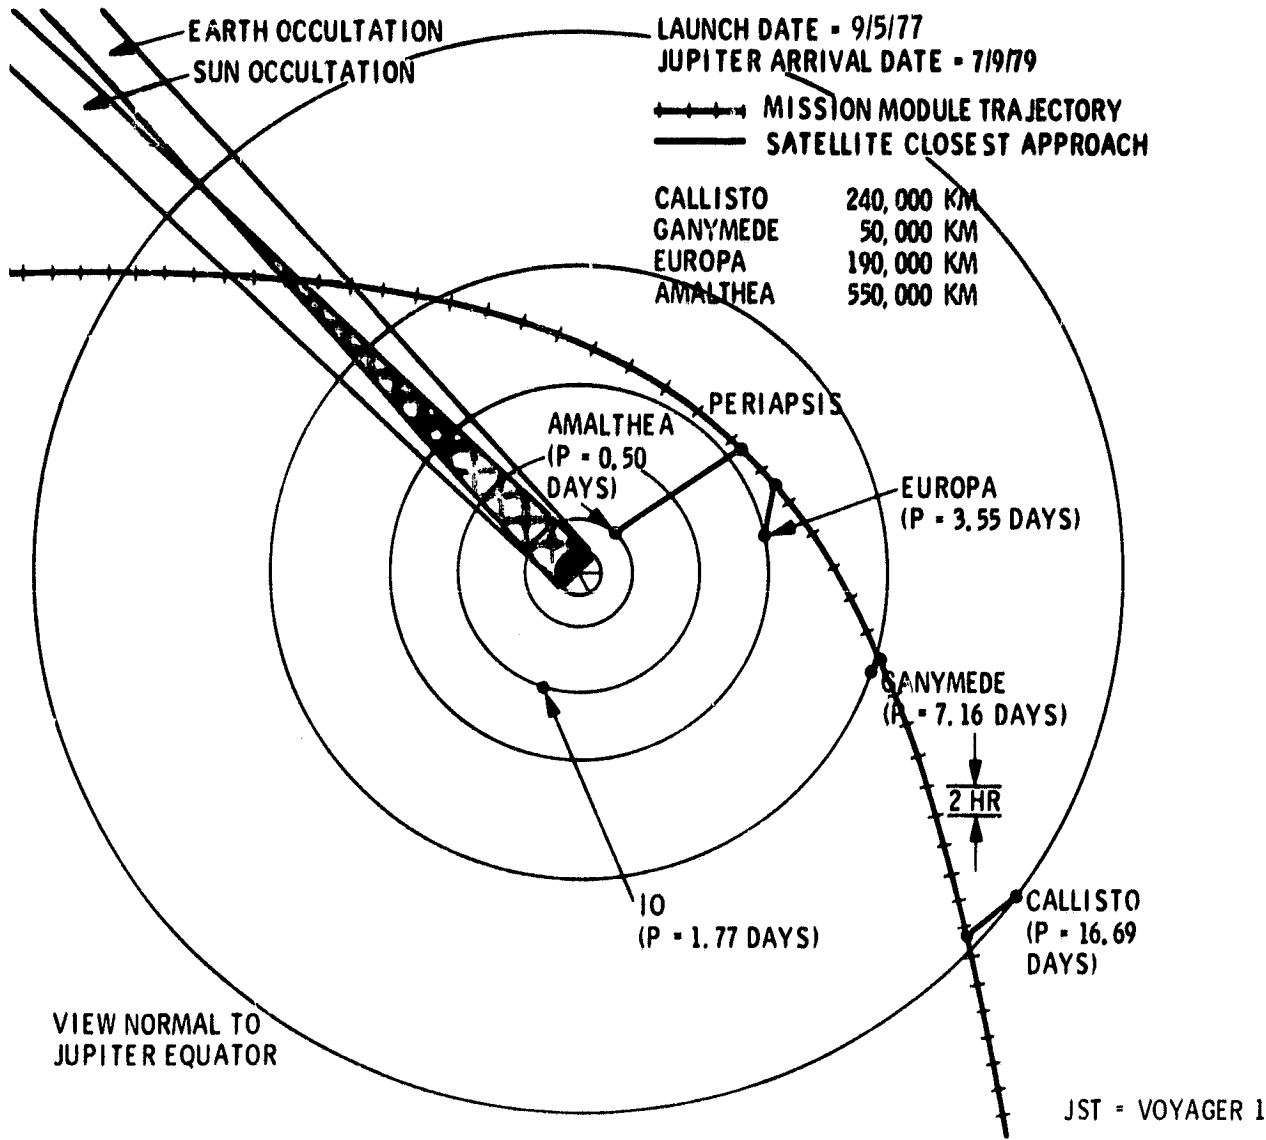 EARTH OCCULTATION
SUN OCCULTATION
LAUNCH DATE = 9/5/77
JUPITER ARRIVAL DATE = 7/9/79
MISSION MODULE TRAJECTORY
SATELLITE CLOSEST APPROACH
CALLISTO 240,000 KM
GANYMEDE 50,000 KM
EUROPA 190,000 KM
AMALTHEA 550,000 KM
PERIAPSIS
AMALTHEA
(P = 0.50
DAYS)
EUROPA
(P = 3.55 DAYS)
GANYMEDE
(P = 7.16 DAYS)
2 HR
IO
(P = 1.77 DAYS)
CALLISTO
(P = 16.69
DAYS)
VIEW NORMAL TO
JUPITER EQUATOR
JST = VOYAGER 1